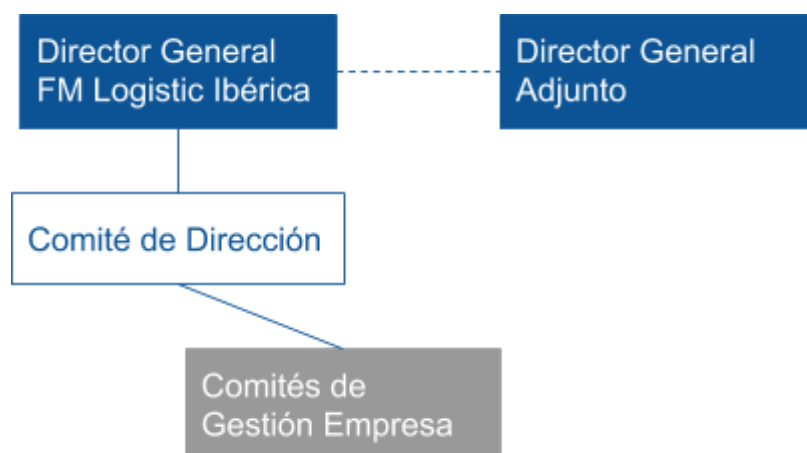 Director General
FM Logistic Ibérica
Director General
Adjunto
Comité de Dirección
Comités de
Gestión Empresa